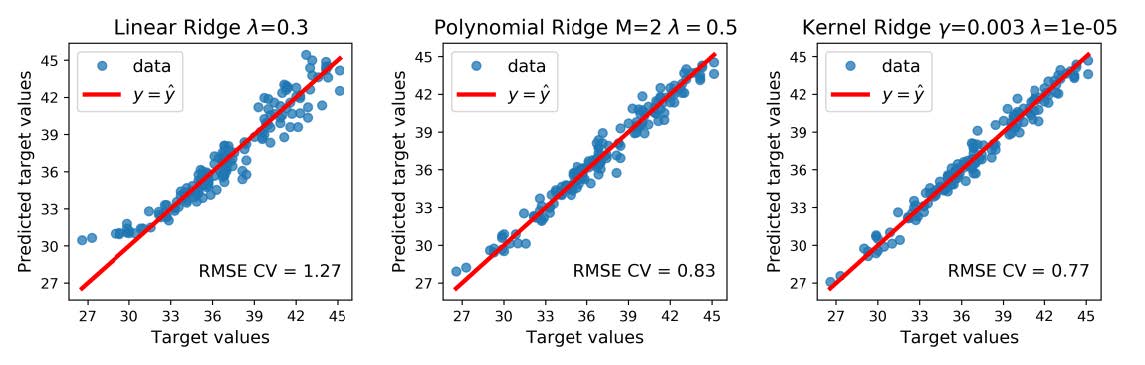 Linear Ridge λ=0.3
Polynomial Ridge M=2 λ = 0.5
Kernel Ridge γ=0.003 λ=1e-05
Predicted target values
45
42
39
36
33
30
27
data
y = ŷ
RMSE CV = 1.27
27 30 33 36 39 42 45
Target values
Predicted target values
45
42
39
36
33
30
27
data
y = ŷ
RMSE CV = 0.83
27 30 33 36 39 42 45
Target values
Predicted target values
45
42
39
36
33
30
27
data
y = ŷ
RMSE CV = 0.77
27 30 33 36 39 42 45
Target values